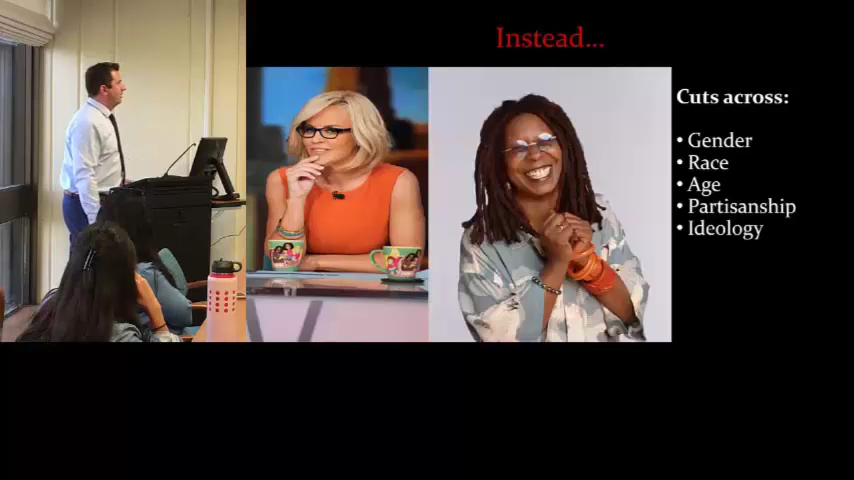 Instead...
Cuts across:
• Gender
• Race
• Age
• Partisanship
• Ideology